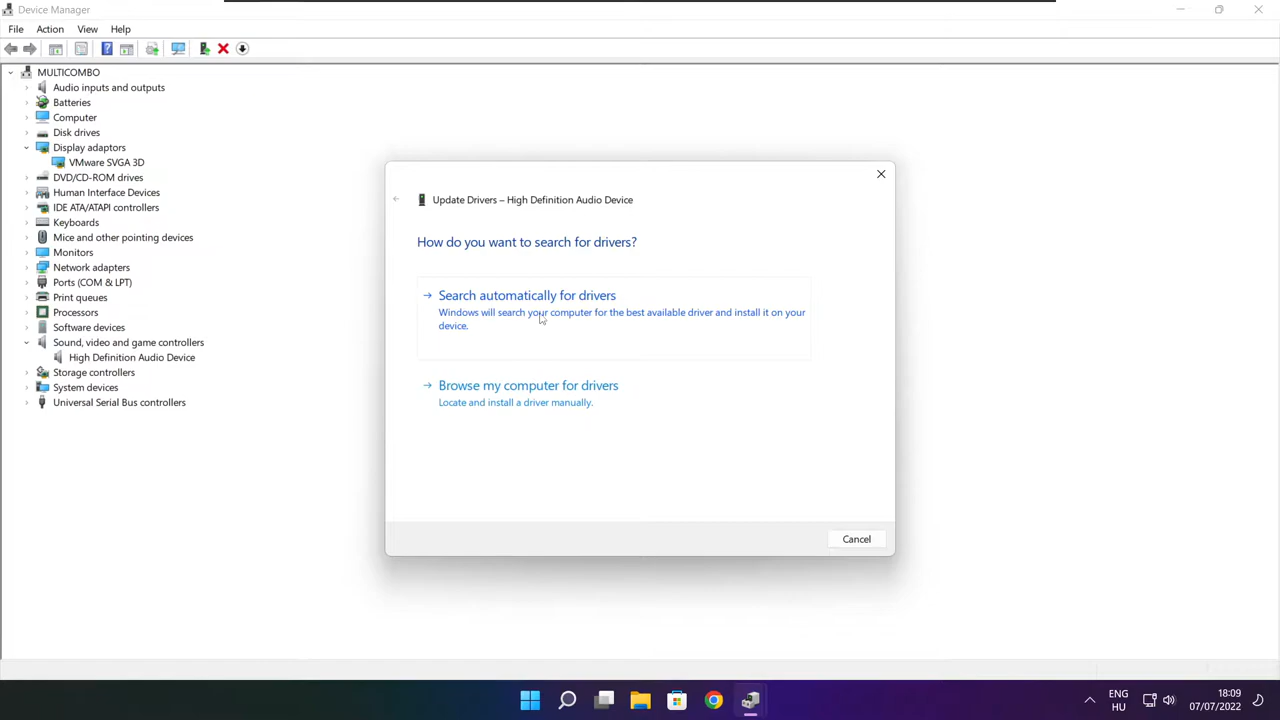 Device Manager
File Action View Help
MULTICOMBO
Audio inputs and outputs
Batteries
Computer
Disk drives
Display adaptors
VMware SVGA 3D
DVD/CD-ROM drives
Human Interface Devices
IDE ATA/ATAPI controllers
Keyboards
Mice and other pointing devices
Monitors
Network adapters
Ports (COM & LPT)
Print queues
Processors
Software devices
Sound, video and game controllers
High Definition Audio Device
Storage controllers
System devices
Universal Serial Bus controllers
Update Drivers – High Definition Audio Device
How do you want to search for drivers?
Search automatically for drivers
Windows will search your computer for the best available driver and install it on your
device.
Browse my computer for drivers
Locate and install a driver manually.
Cancel
ENG
HU
18:09
07/07/2022